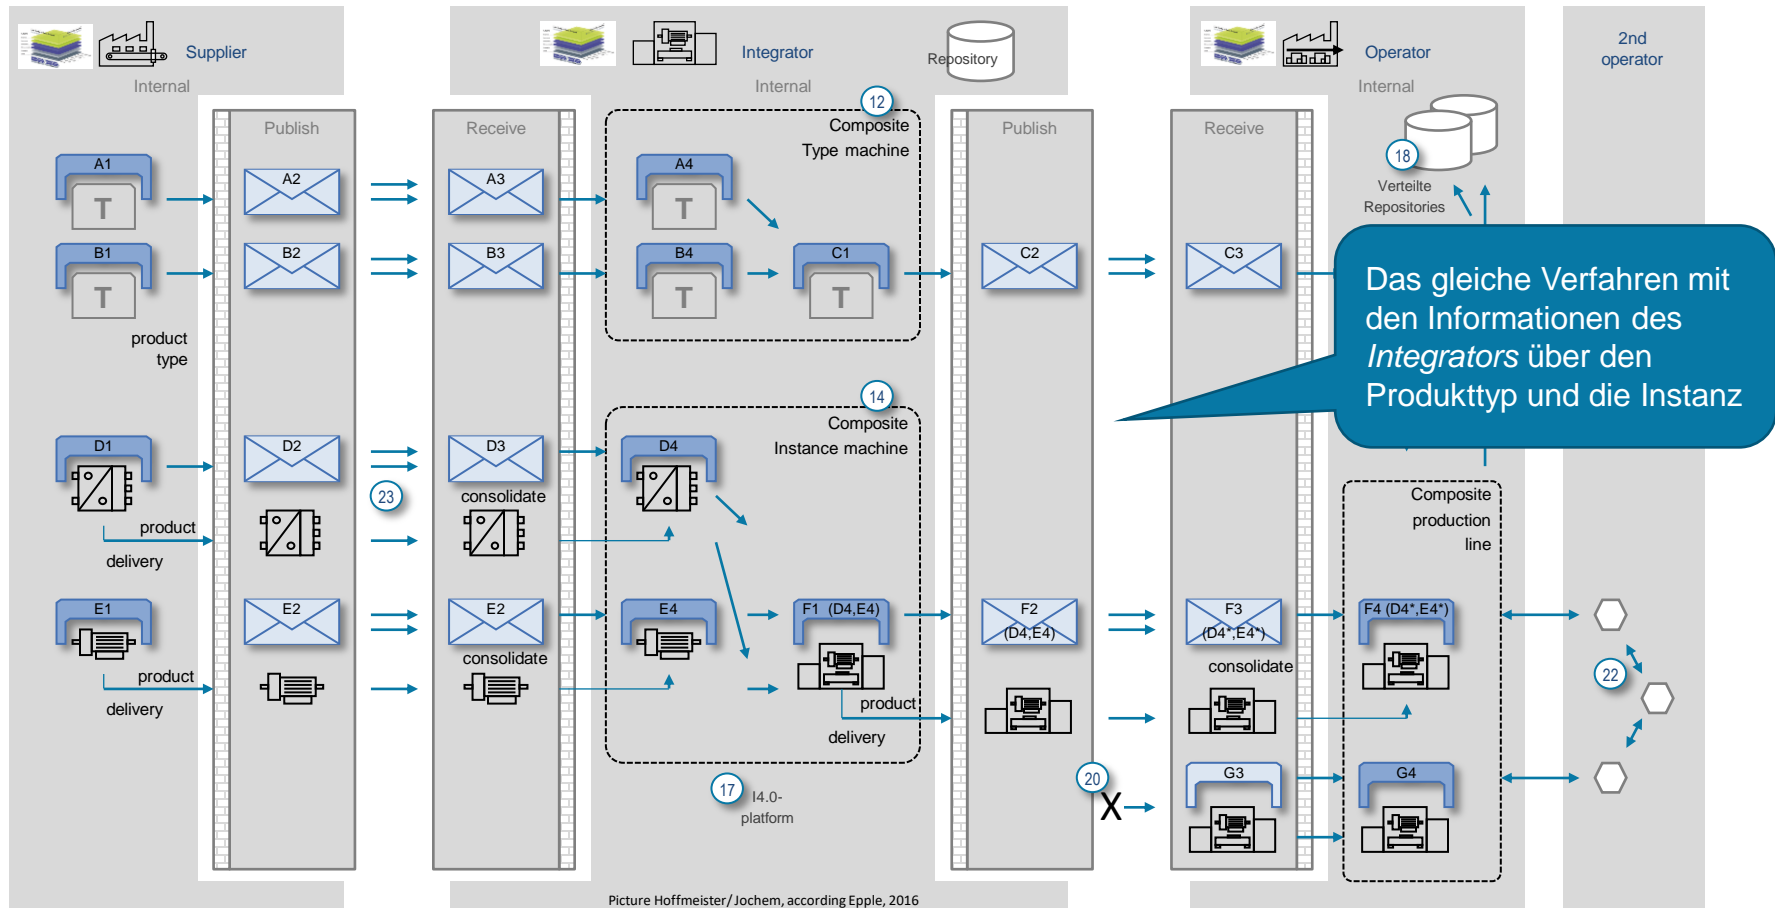 Supplier
Integrator
Repository
Operator
2nd
operator
Internal
Internal
Internal
Publish
Receive
12
Composite
Type machine
Publish
Receive
18
Verteilte
Repositories
A1
T
A2
A3
A4
T
B1
T
B2
B3
B4
T
C1
T
C2
C3
product
type
Das gleiche Verfahren mit
den Informationen des
Integrators über den
Produkttyp und die Instanz
14
Composite
Instance machine
D1
D2
D3
D4
23
consolidate
product
delivery
Composite
production
line
E1
E2
E2
E4
F1 (D4,E4)
F2
(D4,E4)
F3
(D4*,E4*)
F4 (D4*,E4*)
consolidate
consolidate
product
delivery
product
delivery
22
17
I4.0-
platform
20
X
G3
G4
Picture Hoffmeister/Jochem, according Epple, 2016